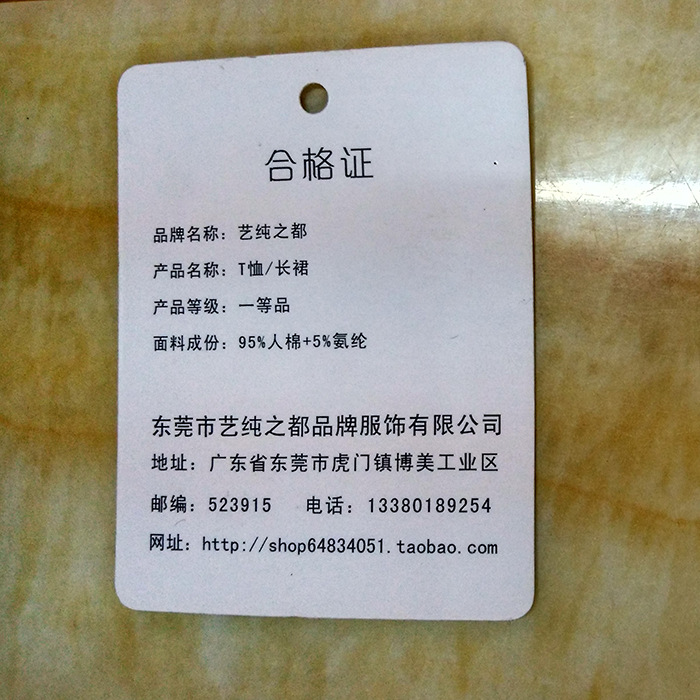 合格证
品牌名称：艺纯之都
产品名称：T恤/长裙
产品等级：一等品
面料成份：95%人棉+5%氨纶
东莞市艺纯之都品牌服饰有限公司
地址：广东省东莞市虎门镇博美工业区
邮编：523915 电话：13380189254
网址：http://shop64834051.taobao.com